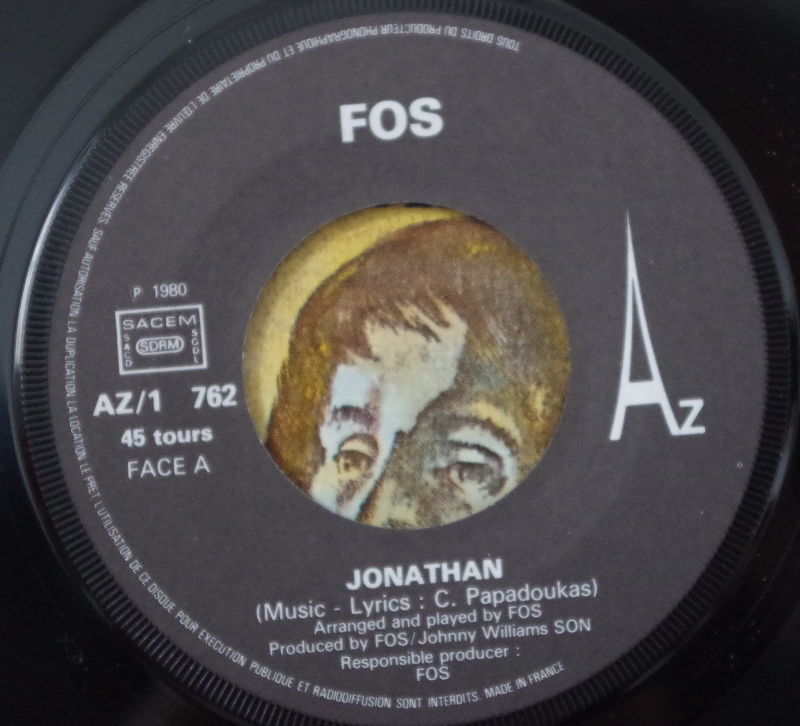 TOUS DROITS DU PRODUCTEUR PHONOGRAPHIQUE ET DU PROPRIETAIRE DE L'ŒUVRE ENREGISTREE RESERVES. SAUF AUTORISATION LA DUPLICATION, LA LOCATION LE PRET L'UTILISATION DE CE DISQUE POUR EXECUTION PUBLIQUE ET RADIODIFFUSION SONT INTERDITS. MADE IN FRANCE
FOS
P 1980
SACEM
SACD
SDRM
SGDL
AZ/1 762
45 tours
FACE A
AZ
JONATHAN
(Music - Lyrics : C. Papadoukas)
Arranged and played by FOS
Produced by FOS/Johnny Williams SON
Responsible producer :
FOS